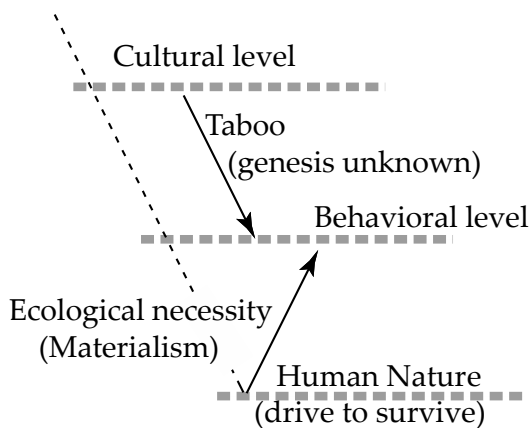 Cultural level
Taboo
(genesis unknown)
Behavioral level
Ecological necessity
(Materialism)
Human Nature
(drive to survive)